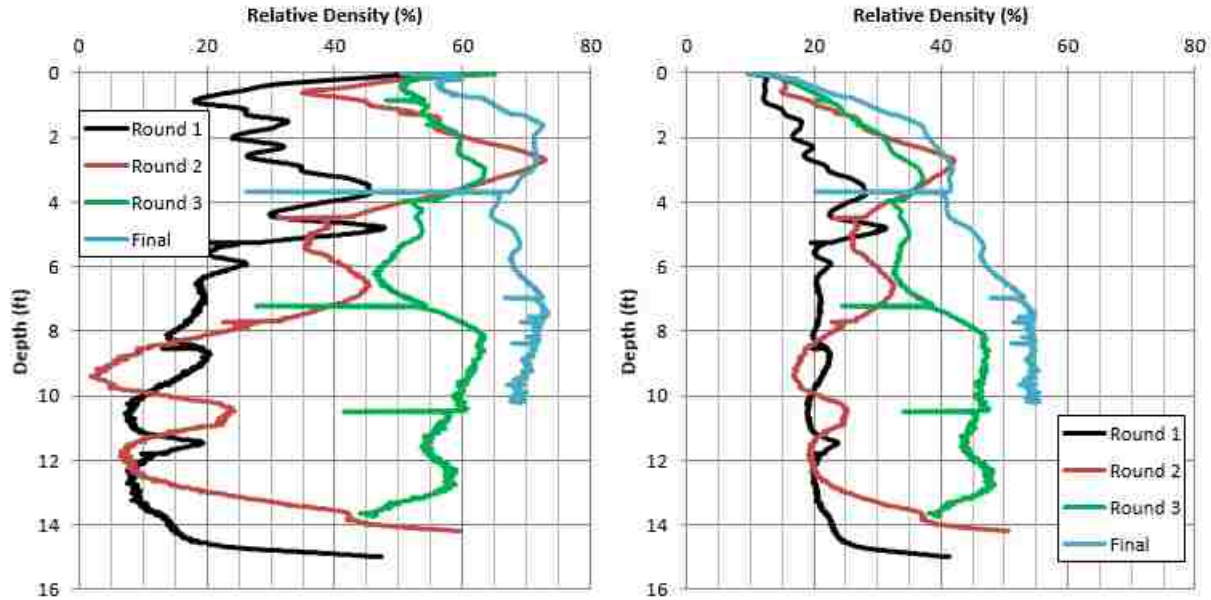 Relative Density (%)
0 20 40 60 80
0
2
4
6
8
10
12
14
16
Depth (ft)
Round 1
Round 2
Round 3
Final
Relative Density (%)
0 20 40 60 80
0
2
4
6
8
10
12
14
16
Depth (ft)
Round 1
Round 2
Round 3
Final